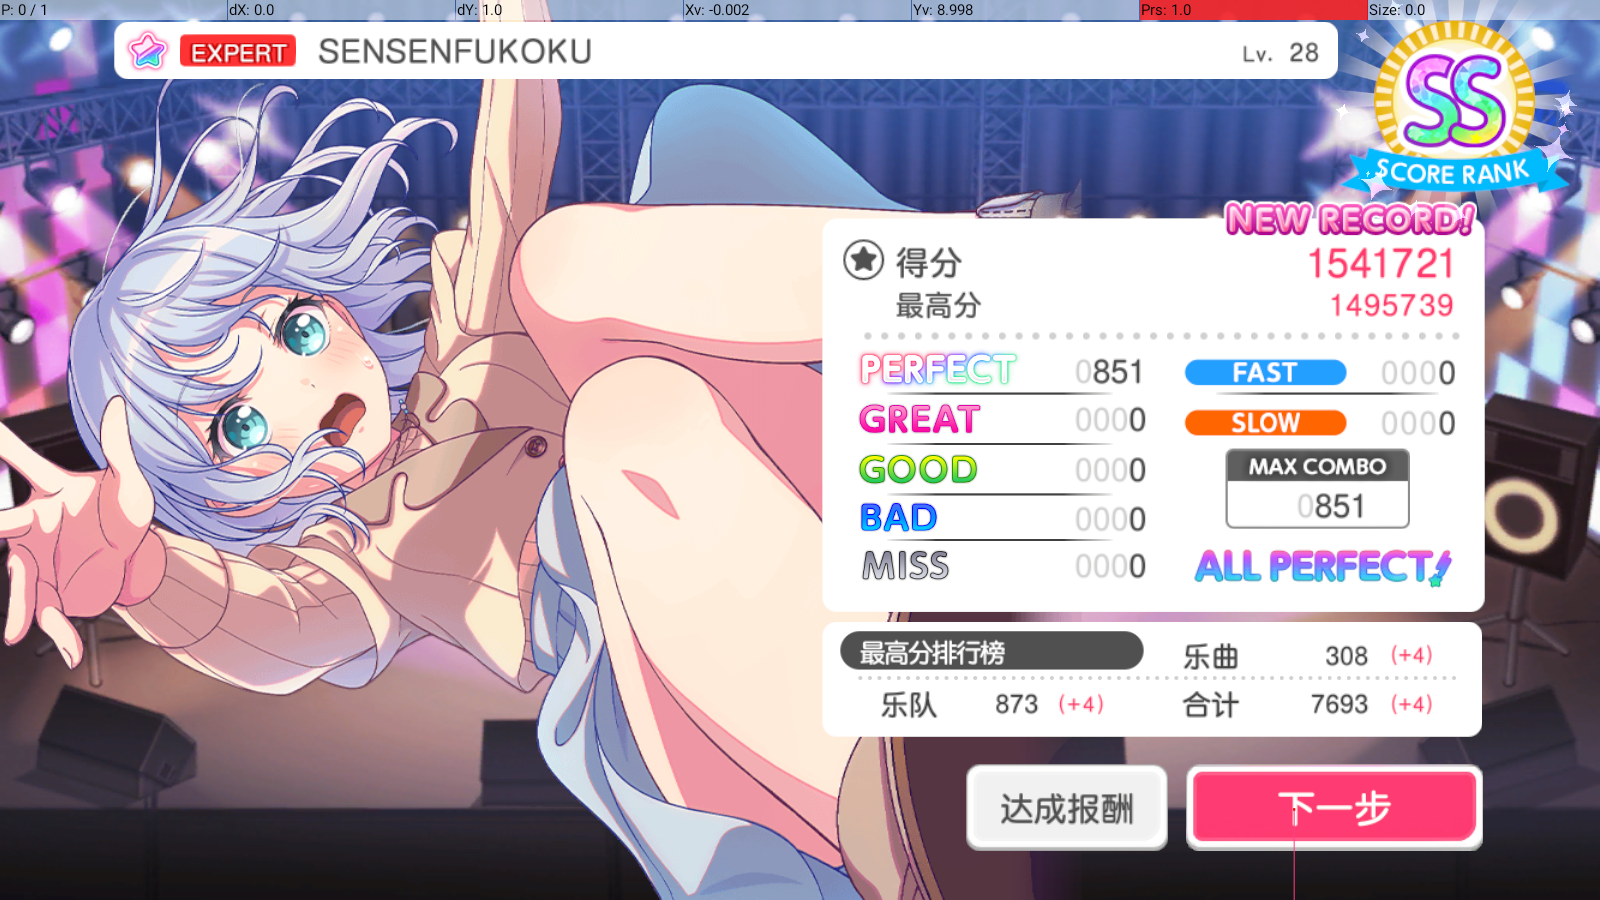 P: 0 / 1 dX: 0.0 dY: 1.0 Xv: -0.002 Yv: 8.998 Prs: 1.0 Size: 0.0
EXPERT SENSENFUKOKU Lv. 28
SS
SCORE RANK
NEW RECORD!
得分 1541721
最高分 1495739
PERFECT 0851 FAST 0000
GREAT 0000 SLOW 0000
GOOD 0000 MAX COMBO
BAD 0000 0851
MISS 0000 ALL PERFECT!
最高分排行榜 乐曲 308 (+4)
乐队 873 (+4) 合计 7693 (+4)
达成报酬 下一步